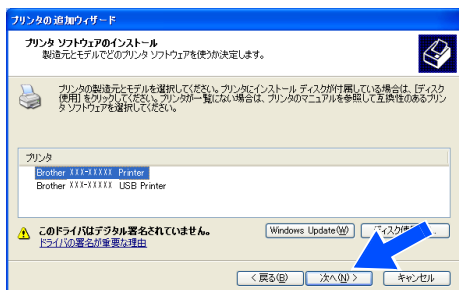 プリンタの追加ウィザード
プリンタ ソフトウェアのインストール
製造元とモデルでどのプリンタ ソフトウェアを使うか決定します。
プリンタの製造元とモデルを選択してください。プリンタにインストール ディスクが付属している場合は、[ディスク
使用] をクリックしてください。プリンタが一覧にない場合は、プリンタのマニュアルを参照して互換性のあるプリン
タ ソフトウェアを選択してください。
プリンタ
Brother XXX-XXXXX Printer
Brother XXX-XXXXX USB Printer
このドライバはデジタル署名されていません。
Windows Update(W)
ドライバの署名が重要な理由
< 戻る(B)
次へ(N) >
キャンセル